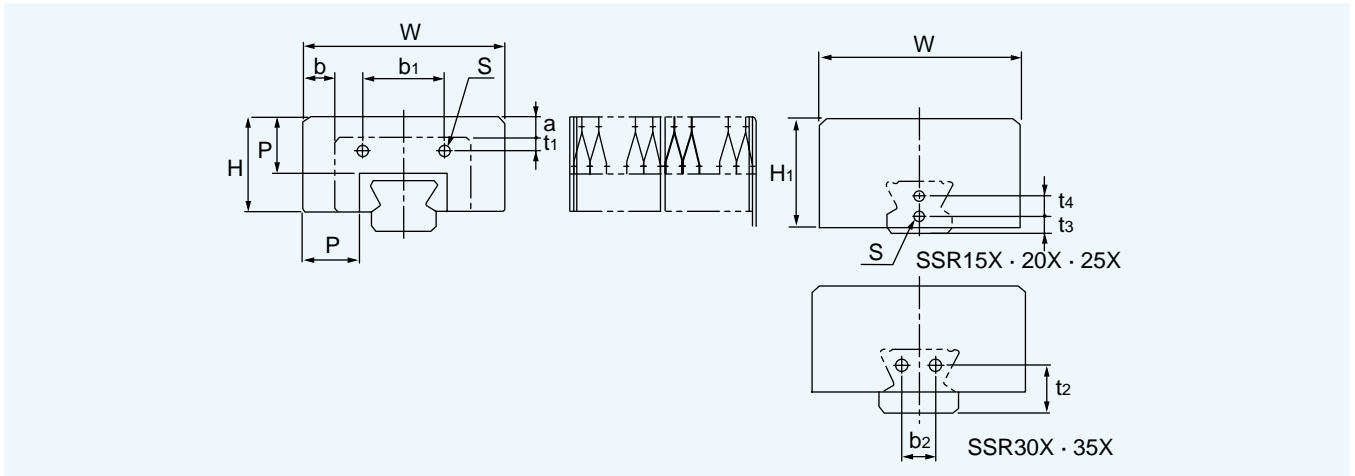 W
b
b1
S
a
t1
H
P
P
W
H1
t4
t3
S
SSR15X · 20X · 25X
t2
b2
SSR30X · 35X